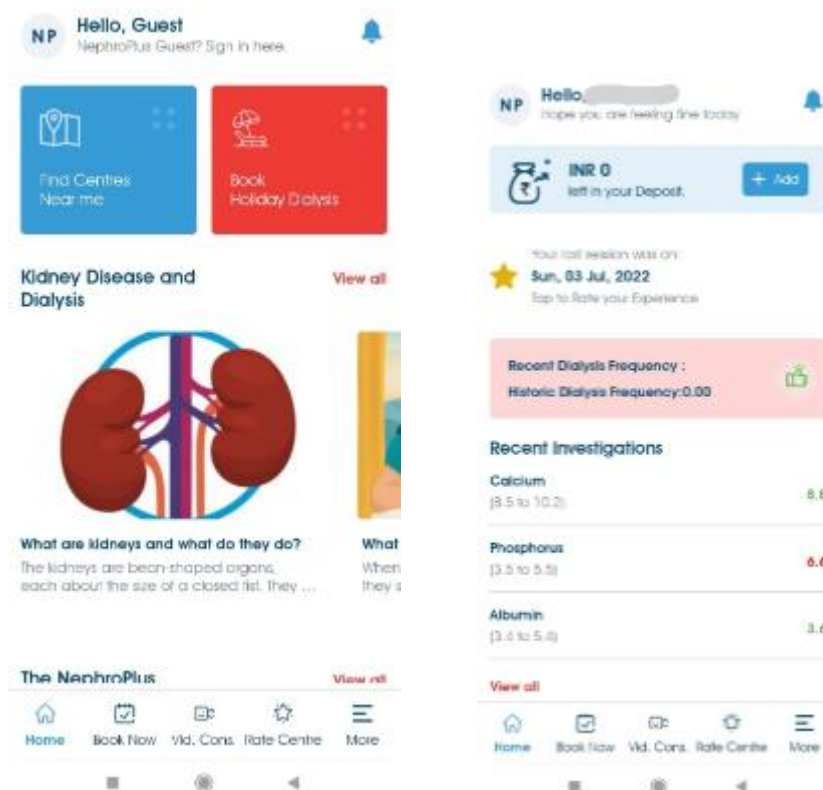 NP
Hello, Guest
NephroPlus Guest? Sign in here.
Find Centres
Near me
Book
Holiday Dialysis
Kidney Disease and
Dialysis
View all
What are kidneys and what do they do?
The kidneys are bean-shaped organs,
each about the size of a closed fist. They ...
What
When
they s
The NephroPlus
View all
Home
Book Now
Vid. Cons.
Rate Centre
More
NP
Hello,
Hope you are feeling fine today
INR 0
left in your Deposit.
+ Add
Your last session was on:
Sun, 03 Jul, 2022
Tap to Rate your Experience
Recent Dialysis Frequency :
Historic Dialysis Frequency:0.00
Recent Investigations
Calcium
(8.5 to 10.2)
8.8
Phosphorus
(3.5 to 5.5)
6.6
Albumin
(3.4 to 5.4)
3.6
View all
Home
Book Now
Vid. Cons.
Rate Centre
More